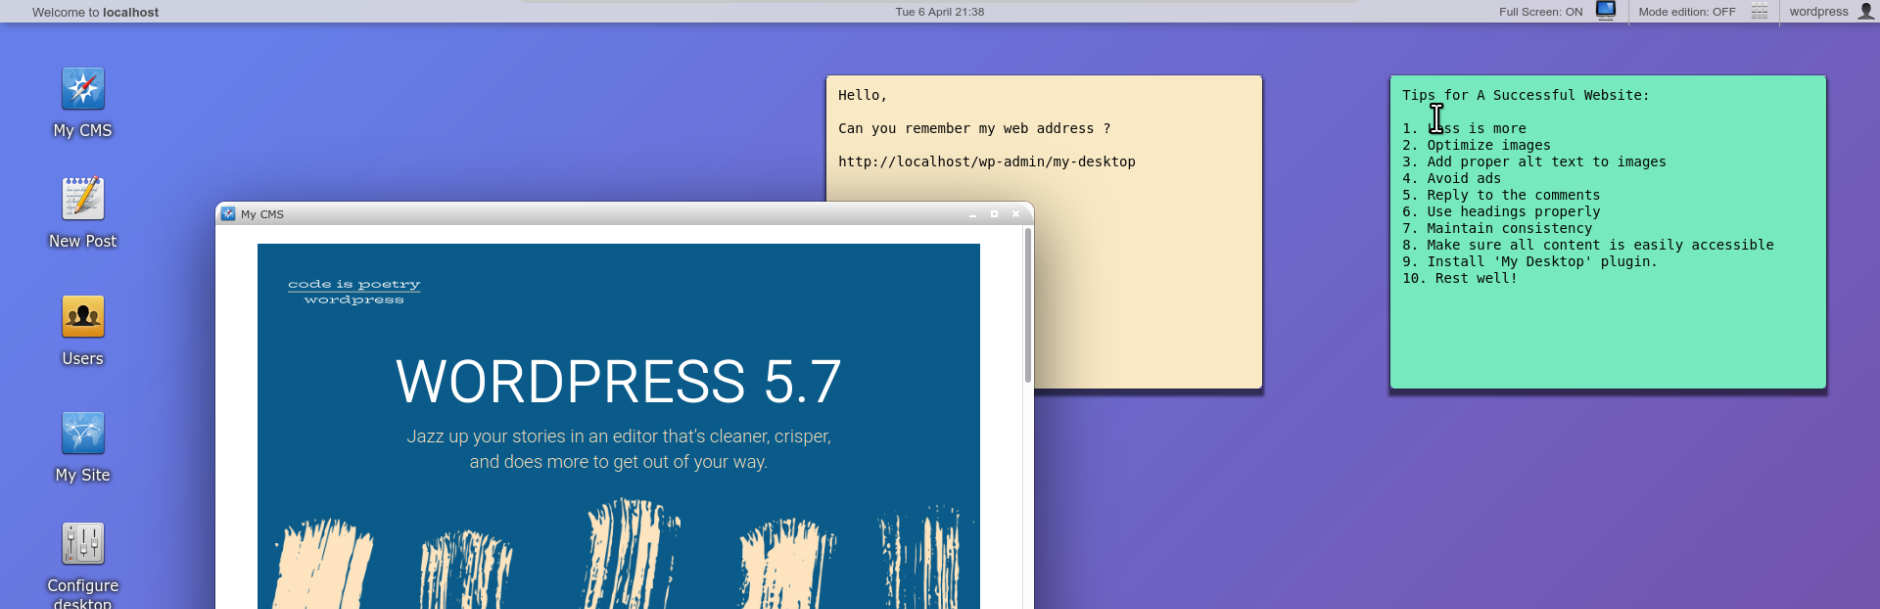 Welcome to localhost
Tue 6 April 21:38
Full Screen: ON
Mode edition: OFF
wordpress
My CMS
New Post
Users
My Site
Configure
desktop
Hello,
Can you remember my web address ?
http://localhost/wp-admin/my-desktop
Tips for A Successful Website:
1. Less is more
2. Optimize images
3. Add proper alt text to images
4. Avoid ads
5. Reply to the comments
6. Use headings properly
7. Maintain consistency
8. Make sure all content is easily accessible
9. Install 'My Desktop' plugin.
10. Rest well!
My CMS
code is poetry
wordpress
WORDPRESS 5.7
Jazz up your stories in an editor that’s cleaner, crisper,
and does more to get out of your way.